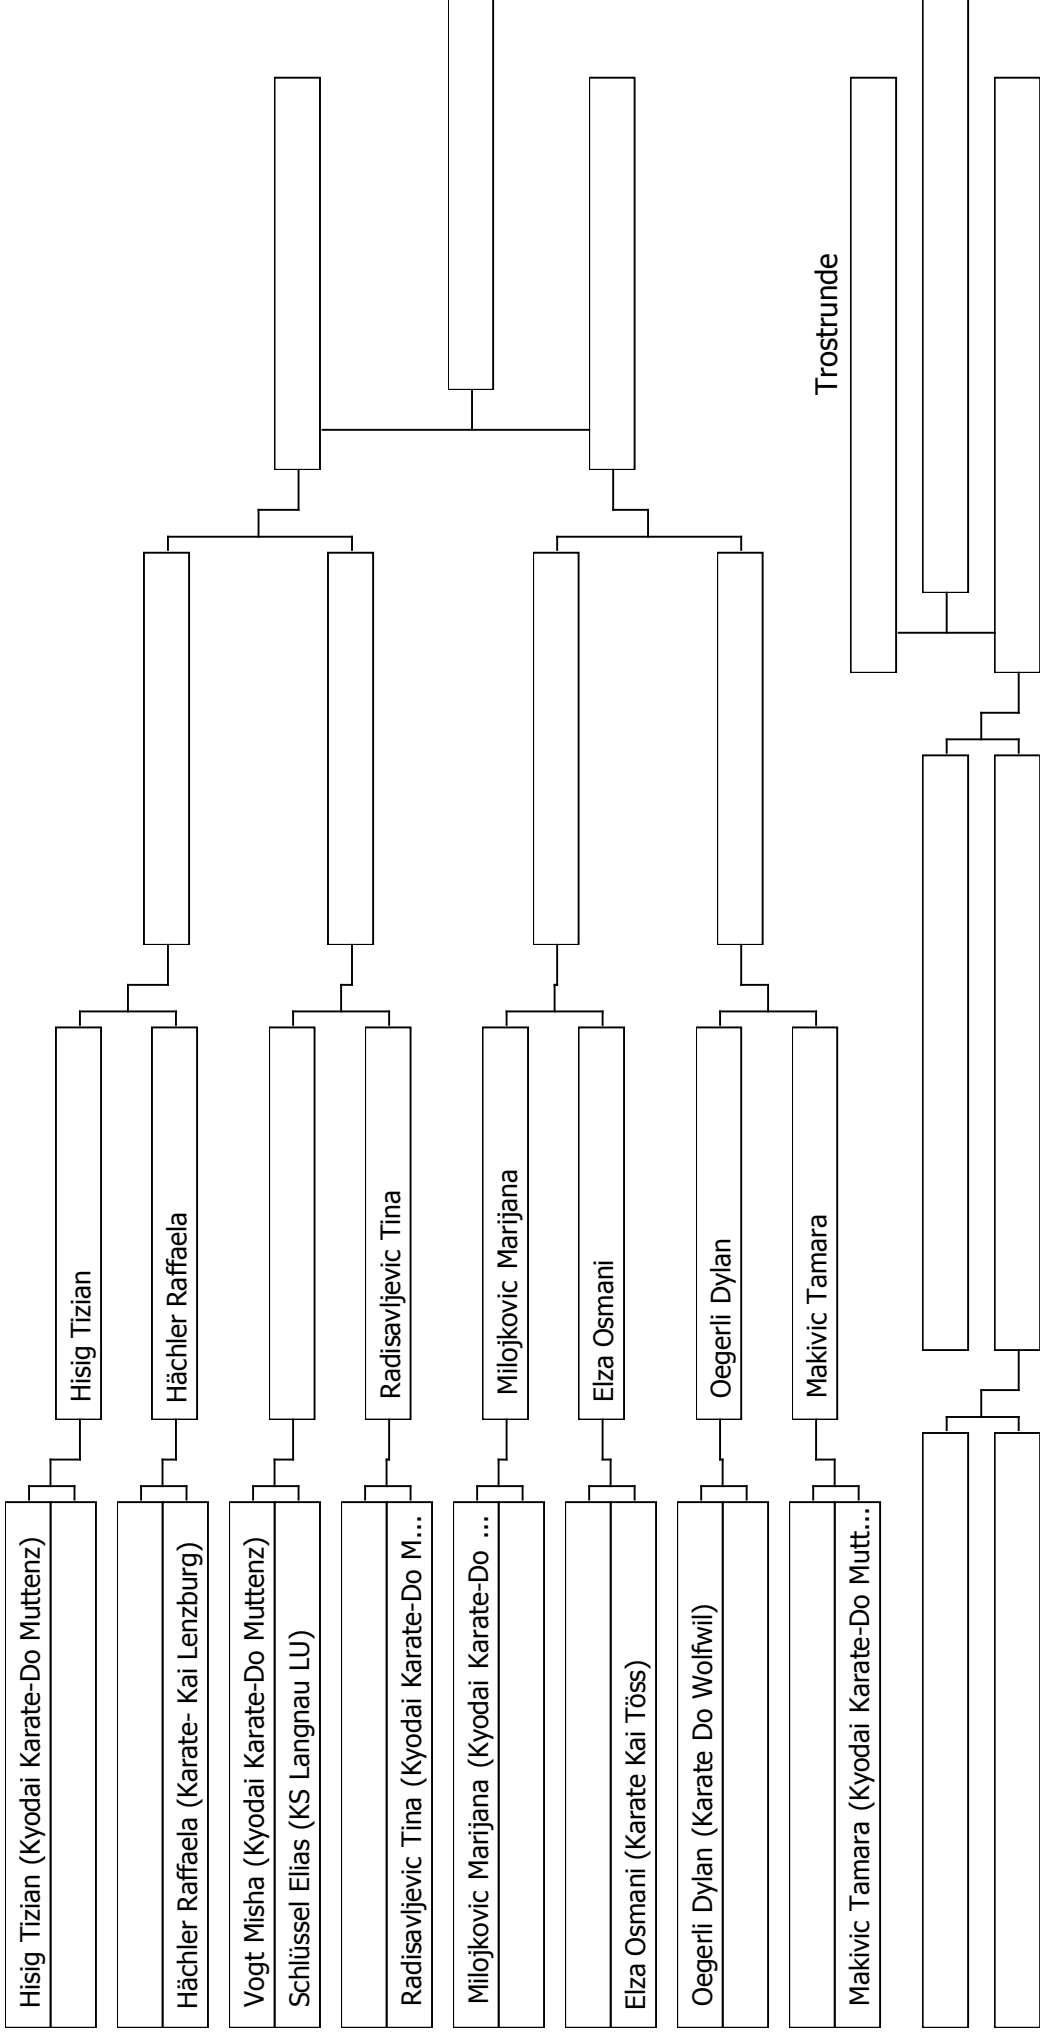 Hisig Tizian (Kyodai Karate-Do Muttenz)
Hächler Raffaela (Karate- Kai Lenzburg)
Vogt Misha (Kyodai Karate-Do Muttenz)
Schlüssel Elias (KS Langnau LU)
Radisavljevic Tina (Kyodai Karate-Do M...
Milojkovic Marijana (Kyodai Karate-Do ...
Elza Osmani (Karate Kai Töss)
Oegerli Dylan (Karate Do Wolfwil)
Makivic Tamara (Kyodai Karate-Do Mutt...
Hisig Tizian
Hächler Raffaela
Radisavljevic Tina
Milojkovic Marijana
Elza Osmani
Oegerli Dylan
Makivic Tamara
Trostrunde